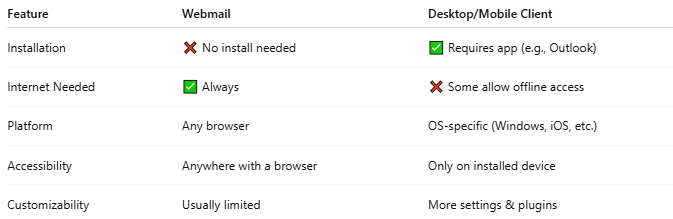 Feature Webmail Desktop/Mobile Client
Installation ❌ No install needed ✅ Requires app (e.g., Outlook)
Internet Needed ✅ Always ❌ Some allow offline access
Platform Any browser OS-specific (Windows, iOS, etc.)
Accessibility Anywhere with a browser Only on installed device
Customizability Usually limited More settings & plugins